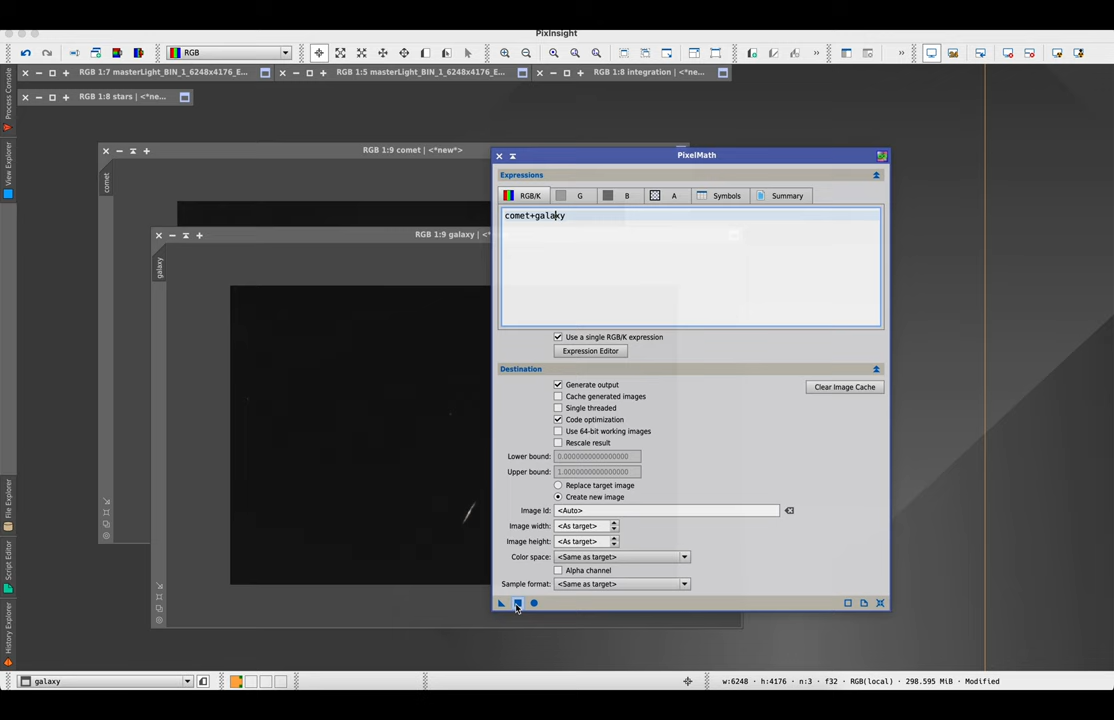 PixInsight
RGB
RGB 1:7 masterLight_BIN_1_6248x4176_E...
RGB 1:5 masterLight_BIN_1_6248x4176_E...
RGB 1:8 integration | <*ne...
RGB 1:8 stars | <*ne...
Process Console
View Explorer
File Explorer
Script Editor
History Explorer
RGB 1:9 comet | <*new*>
comet
RGB 1:9 galaxy | <*
galaxy
PixelMath
Expressions
RGB/K
G
B
A
Symbols
Summary
comet+galaxy
Use a single RGB/K expression
Expression Editor
Destination
Generate output
Clear Image Cache
Cache generated images
Single threaded
Code optimization
Use 64-bit working images
Rescale result
Lower bound: 0.000000000000000
Upper bound: 1.000000000000000
Replace target image
Create new image
Image Id: <Auto>
Image width: <As target>
Image height: <As target>
Color space: <Same as target>
Alpha channel
Sample format: <Same as target>
galaxy
w:6248 · h:4176 · n:3 · f32 · RGB(local) · 298.595 MiB · Modified